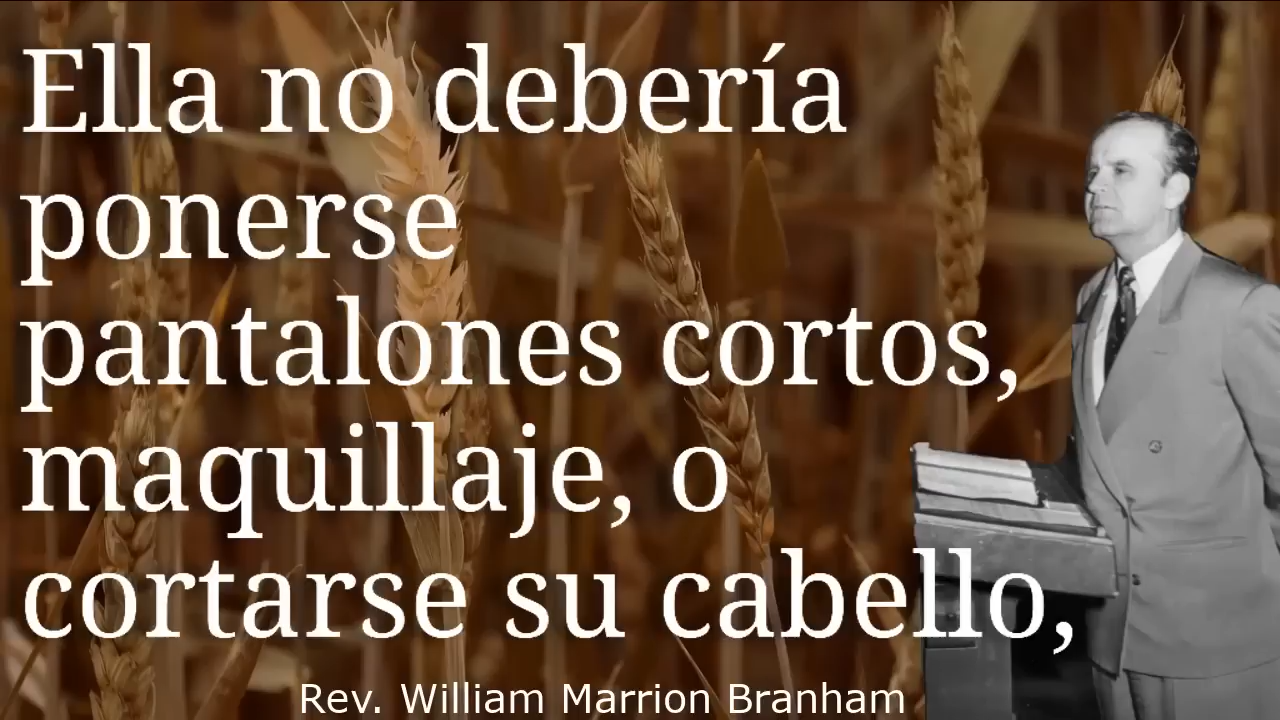 Ella no debería
ponerse
pantalones cortos,
maquillaje, o
cortarse su cabello,
Rev. William Marrion Branham